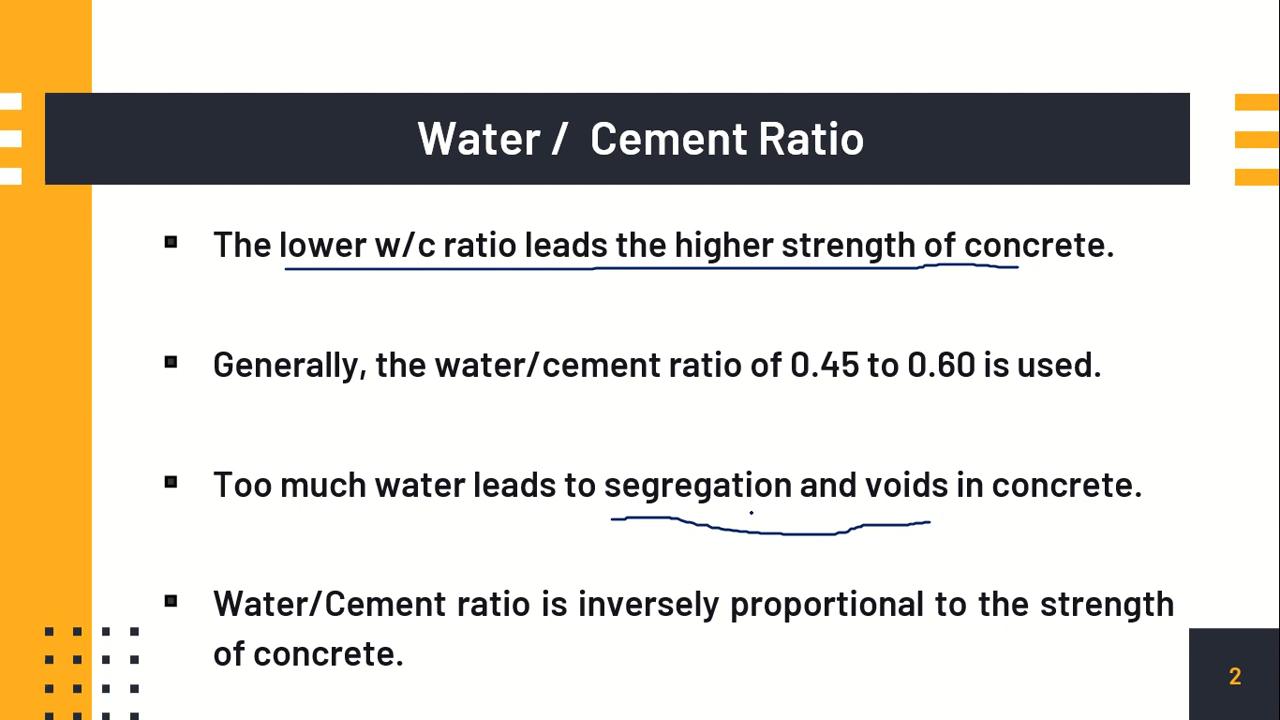 Water / Cement Ratio
The lower w/c ratio leads the higher strength of concrete.
Generally, the water/cement ratio of 0.45 to 0.60 is used.
Too much water leads to segregation and voids in concrete.
Water/Cement ratio is inversely proportional to the strength
of concrete.
2